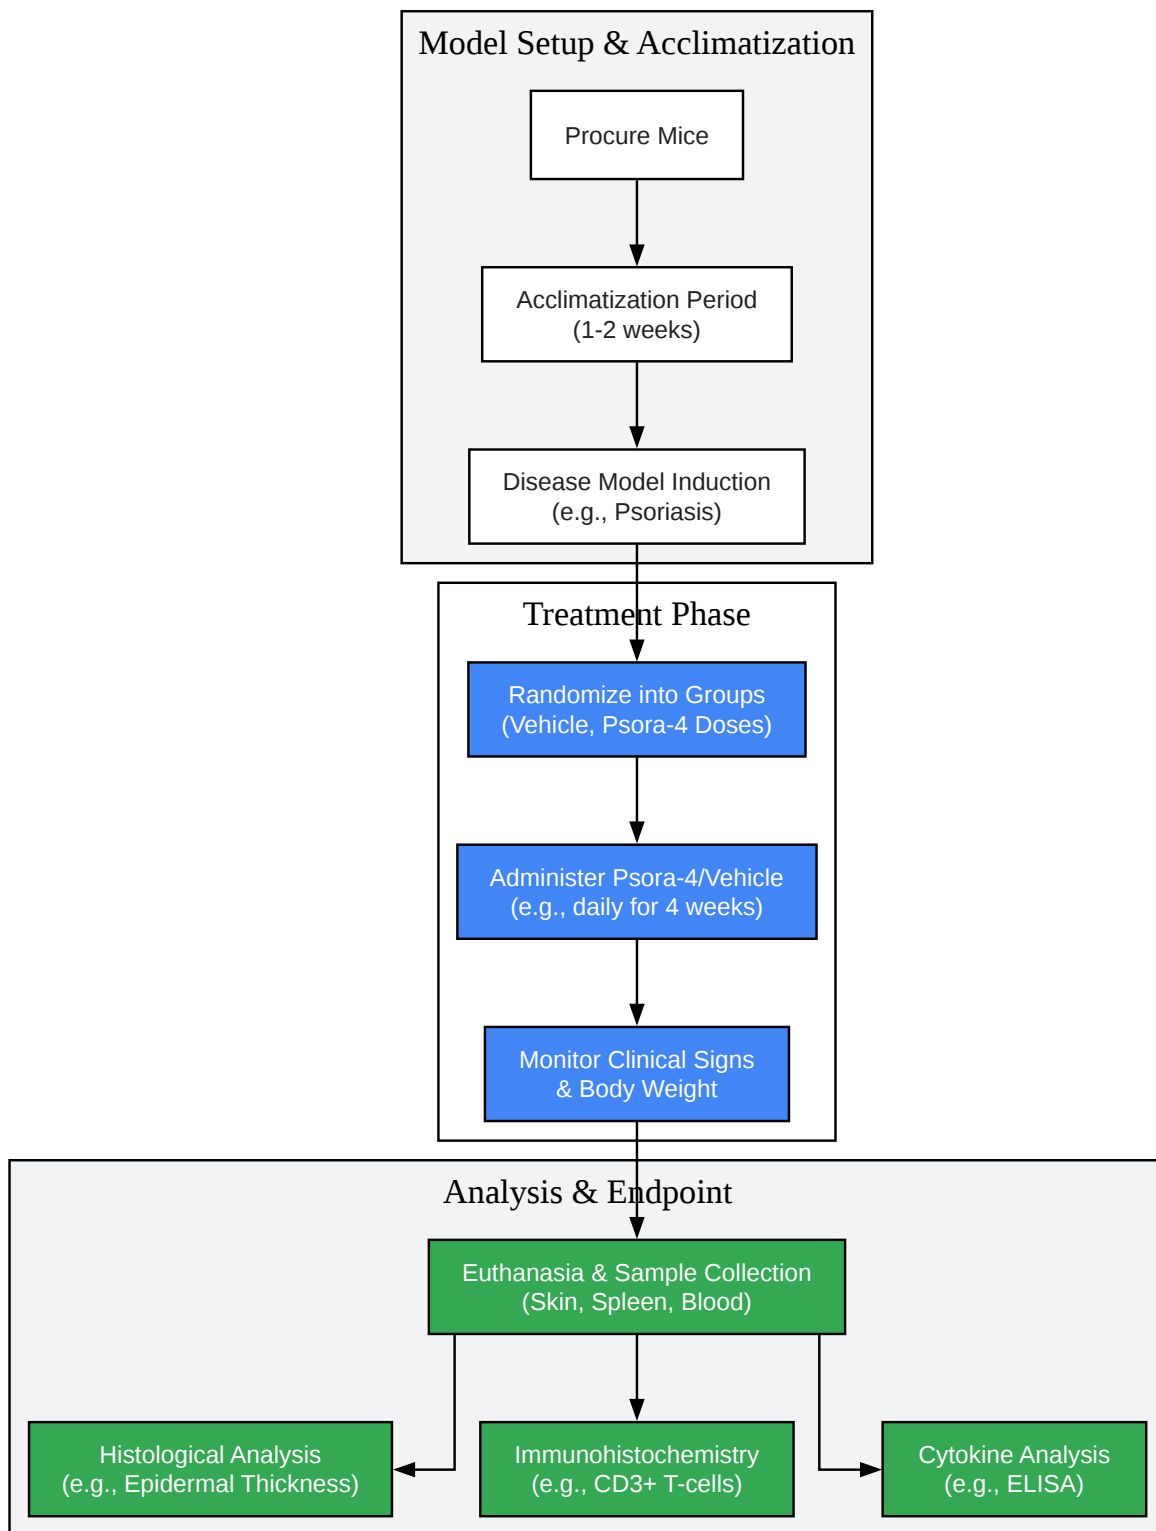 Model Setup & Acclimatization
Procure Mice
Acclimatization Period
(1-2 weeks)
Disease Model Induction
(e.g., Psoriasis)
Treatment Phase
Randomize into Groups
(Vehicle, Psora-4 Doses)
Administer Psora-4/Vehicle
(e.g., daily for 4 weeks)
Monitor Clinical Signs
& Body Weight
Analysis & Endpoint
Euthanasia & Sample Collection
(Skin, Spleen, Blood)
Histological Analysis
(e.g., Epidermal Thickness)
Immunohistochemistry
(e.g., CD3+ T-cells)
Cytokine Analysis
(e.g., ELISA)